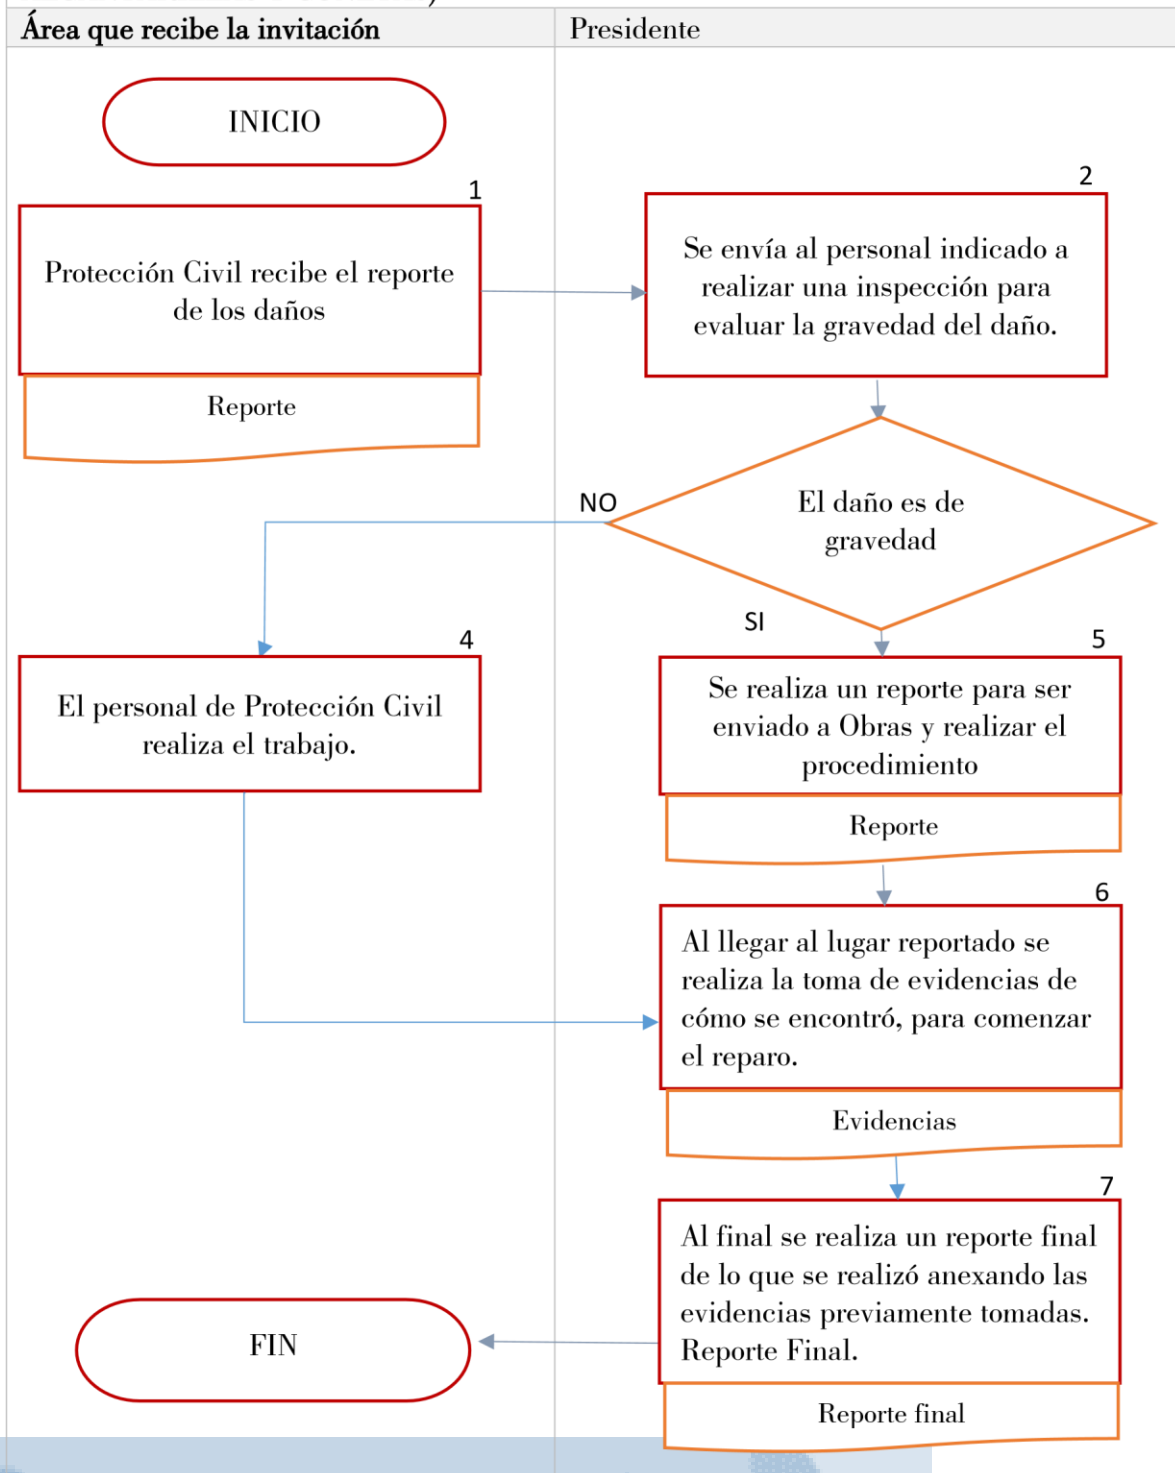 Área que recibe la invitación
Presidente
INICIO
1
Protección Civil recibe el reporte
de los daños
Reporte
2
Se envía al personal indicado a
realizar una inspección para
evaluar la gravedad del daño.
El daño es de
gravedad
NO
SI
4
El personal de Protección Civil
realiza el trabajo.
5
Se realiza un reporte para ser
enviado a Obras y realizar el
procedimiento
Reporte
6
Al llegar al lugar reportado se
realiza la toma de evidencias de
cómo se encontró, para comenzar
el reparo.
Evidencias
7
Al final se realiza un reporte final
de lo que se realizó anexando las
evidencias previamente tomadas.
Reporte Final.
Reporte final
FIN